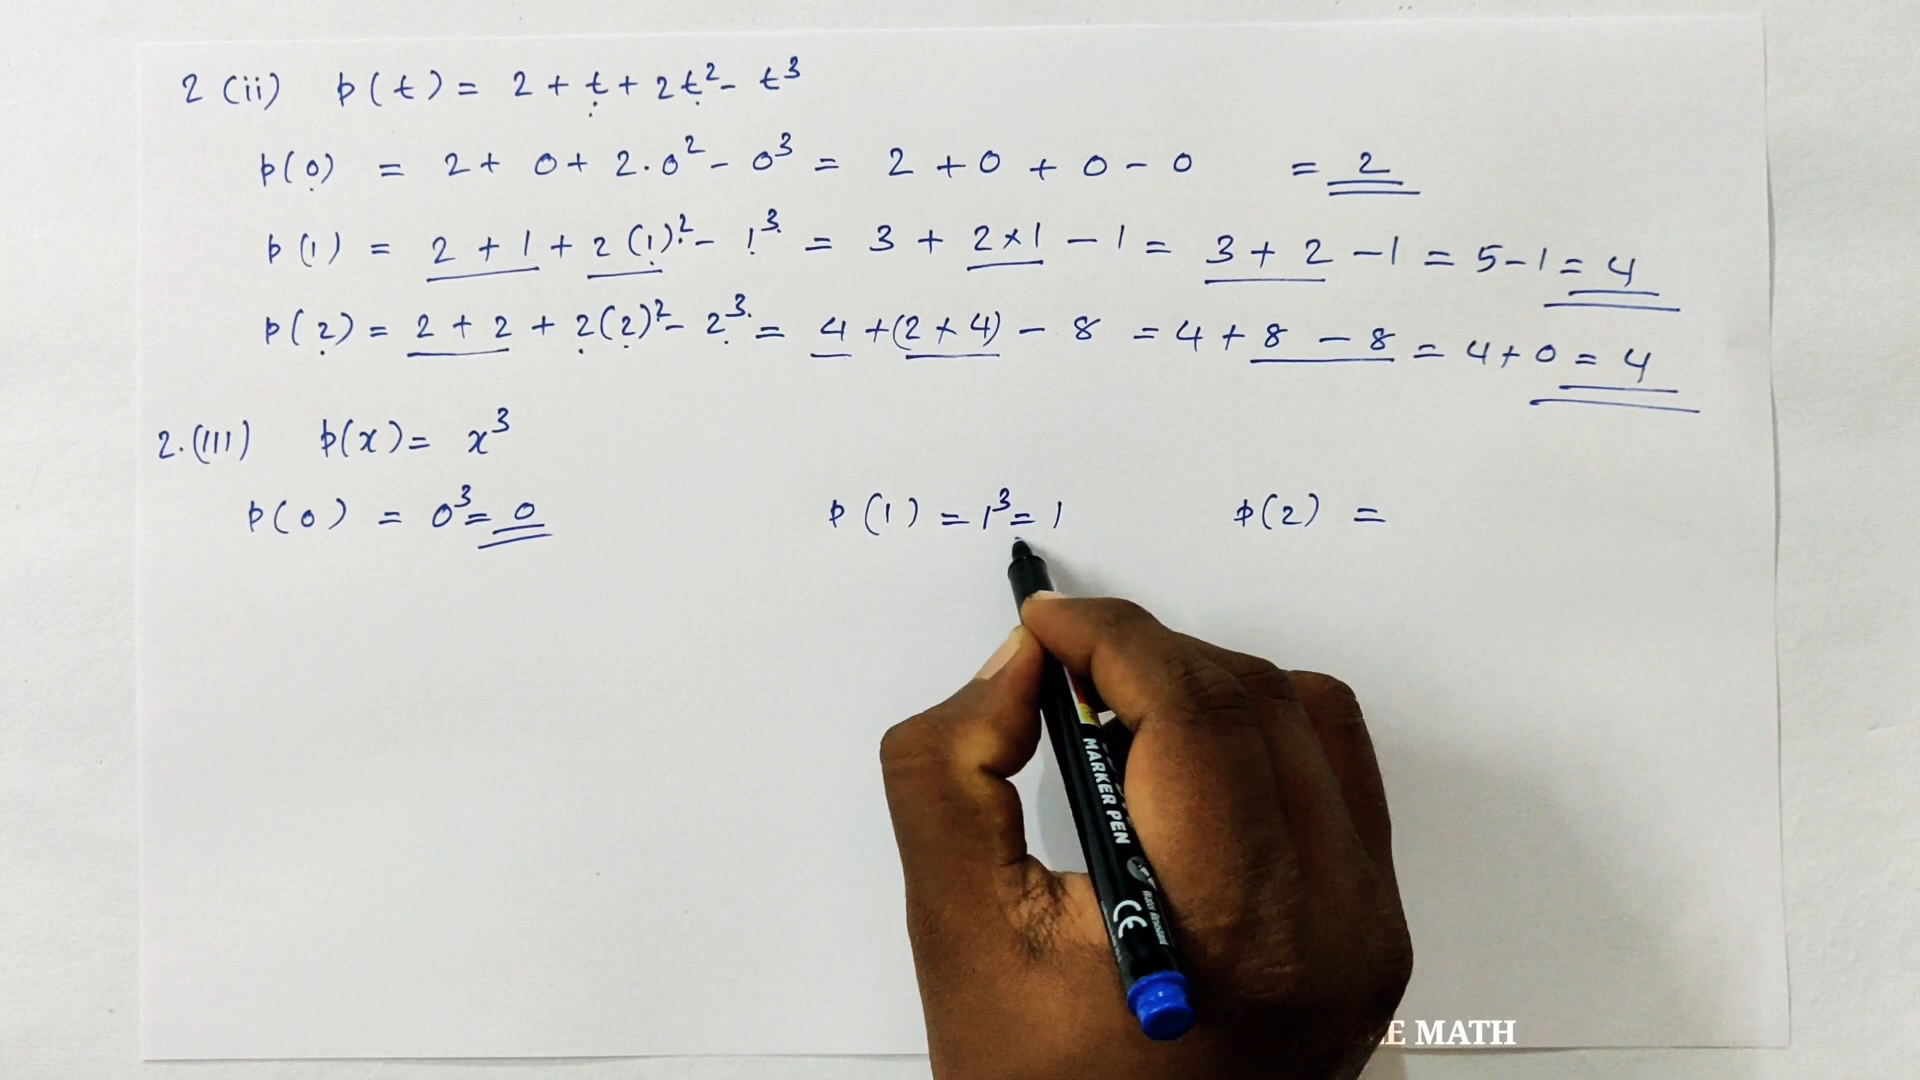 2 (ii) p(t) = 2 + t + 2t² - t³
p(0) = 2 + 0 + 2.0² - 0³ = 2 + 0 + 0 - 0 = 2
p(1) = 2 + 1 + 2(1)² - 1³ = 3 + 2×1 - 1 = 3 + 2 - 1 = 5-1 = 4
p(2) = 2 + 2 + 2(2)² - 2³ = 4 + (2×4) - 8 = 4 + 8 - 8 = 4+0 = 4
2.(III) p(x) = x³
p(0) = 0³ = 0 p(1) = 1³ = 1 p(2) =
MARKER PEN
Water Resistant
CE
MATH